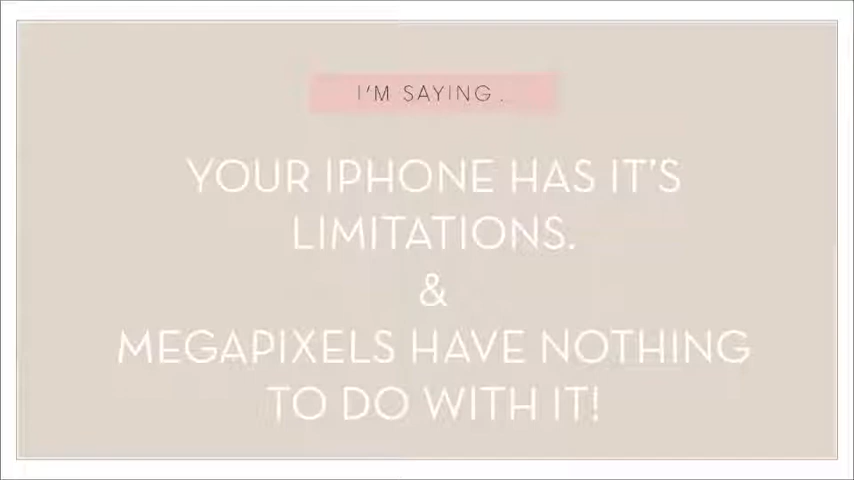 I'M SAYING .
YOUR IPHONE HAS IT'S
LIMITATIONS.
&
MEGAPIXELS HAVE NOTHING
TO DO WITH IT!